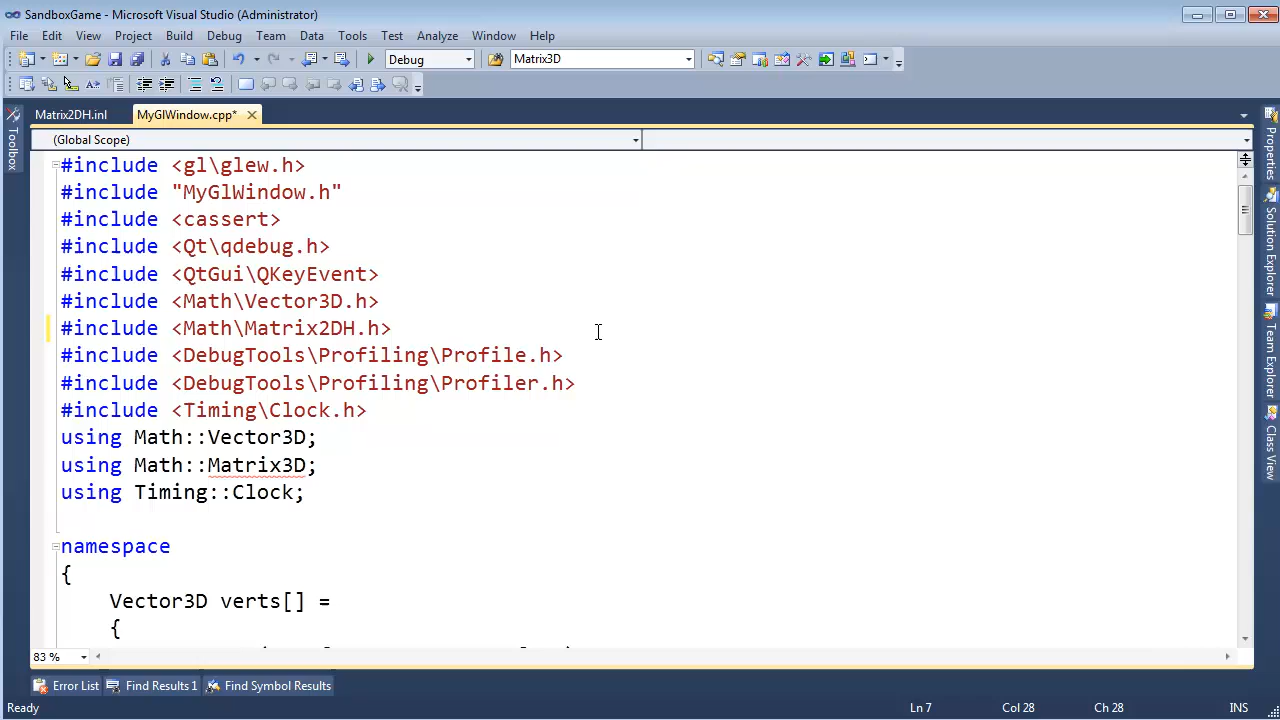 SandboxGame - Microsoft Visual Studio (Administrator)
File Edit View Project Build Debug Team Data Tools Test Analyze Window Help
Debug Matrix3D
Matrix2DH.inl MyGlWindow.cpp*
(Global Scope)
#include <gl\glew.h>
#include "MyGlWindow.h"
#include <cassert>
#include <Qt\qdebug.h>
#include <QtGui\QKeyEvent>
#include <Math\Vector3D.h>
#include <Math\Matrix2DH.h>
#include <DebugTools\Profiling\Profile.h>
#include <DebugTools\Profiling\Profiler.h>
#include <Timing\Clock.h>
using Math::Vector3D;
using Math::Matrix3D;
using Timing::Clock;
namespace
{
Vector3D verts[] =
{
83 %
Toolbox
Properties
Solution Explorer
Team Explorer
Class View
Error List Find Results 1 Find Symbol Results
Ready Ln 7 Col 28 Ch 28 INS